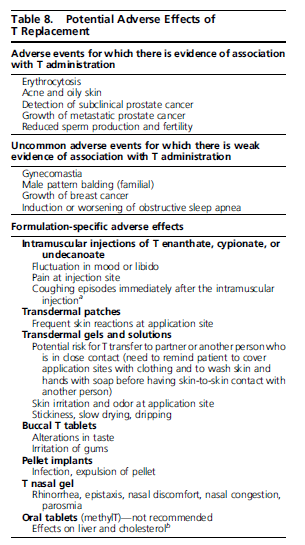 Table 8. Potential Adverse Effects of
T Replacement
Adverse events for which there is evidence of association
with T administration
Erythrocytosis
Acne and oily skin
Detection of subclinical prostate cancer
Growth of metastatic prostate cancer
Reduced sperm production and fertility
Uncommon adverse events for which there is weak
evidence of association with T administration
Gynecomastia
Male pattern balding (familial)
Growth of breast cancer
Induction or worsening of obstructive sleep apnea
Formulation-specific adverse effects
Intramuscular injections of T enanthate, cypionate, or
undecanoate
Fluctuation in mood or libido
Pain at injection site
Coughing episodes immediately after the intramuscular
injectionᵃ
Transdermal patches
Frequent skin reactions at application site
Transdermal gels and solutions
Potential risk for T transfer to partner or another person who
is in close contact (need to remind patient to cover
application sites with clothing and to wash skin and
hands with soap before having skin-to-skin contact with
another person)
Skin irritation and odor at application site
Stickiness, slow drying, dripping
Buccal T tablets
Alterations in taste
Irritation of gums
Pellet implants
Infection, expulsion of pellet
T nasal gel
Rhinorrhea, epistaxis, nasal discomfort, nasal congestion,
parosmia
Oral tablets (methylT)—not recommended
Effects on liver and cholesterolᵇ